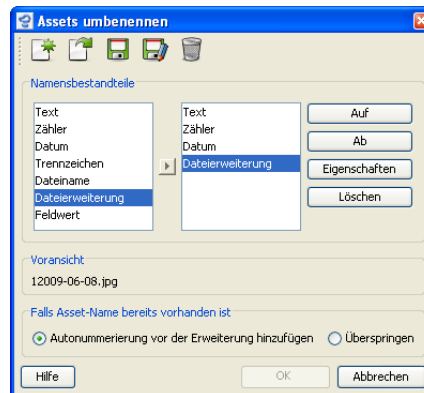 Assets umbenennen
Namensbestandteile
Text
Zähler
Datum
Trennzeichen
Dateiname
Dateierweiterung
Feldwert
Text
Zähler
Datum
Dateierweiterung
Auf
Ab
Eigenschaften
Löschen
Voransicht
12009-06-08.jpg
Falls Asset-Name bereits vorhanden ist
Autonummerierung vor der Erweiterung hinzufügen
Überspringen
Hilfe
OK
Abbrechen